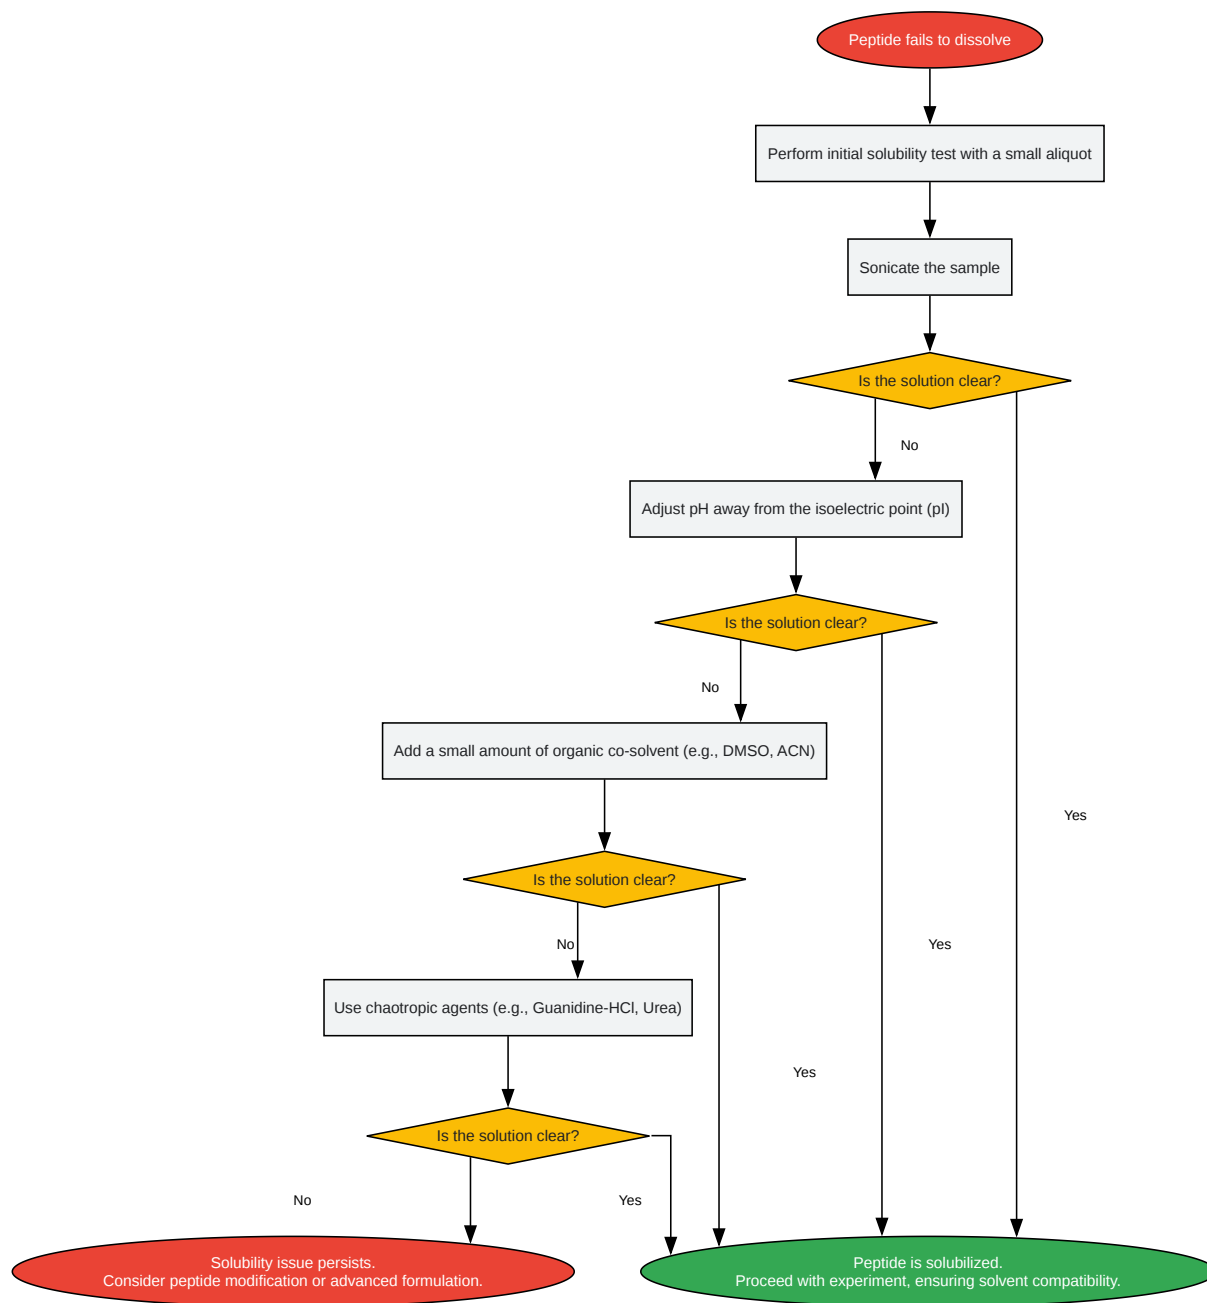 Peptide fails to dissolve
Perform initial solubility test with a small aliquot
Sonicate the sample
Is the solution clear?
No
Adjust pH away from the isoelectric point (pI)
Is the solution clear?
No
Add a small amount of organic co-solvent (e.g., DMSO, ACN)
Yes
Is the solution clear?
No
Yes
Use chaotropic agents (e.g., Guanidine-HCl, Urea)
Yes
Is the solution clear?
No
Yes
Solubility issue persists.
Consider peptide modification or advanced formulation.
Peptide is solubilized.
Proceed with experiment, ensuring solvent compatibility.